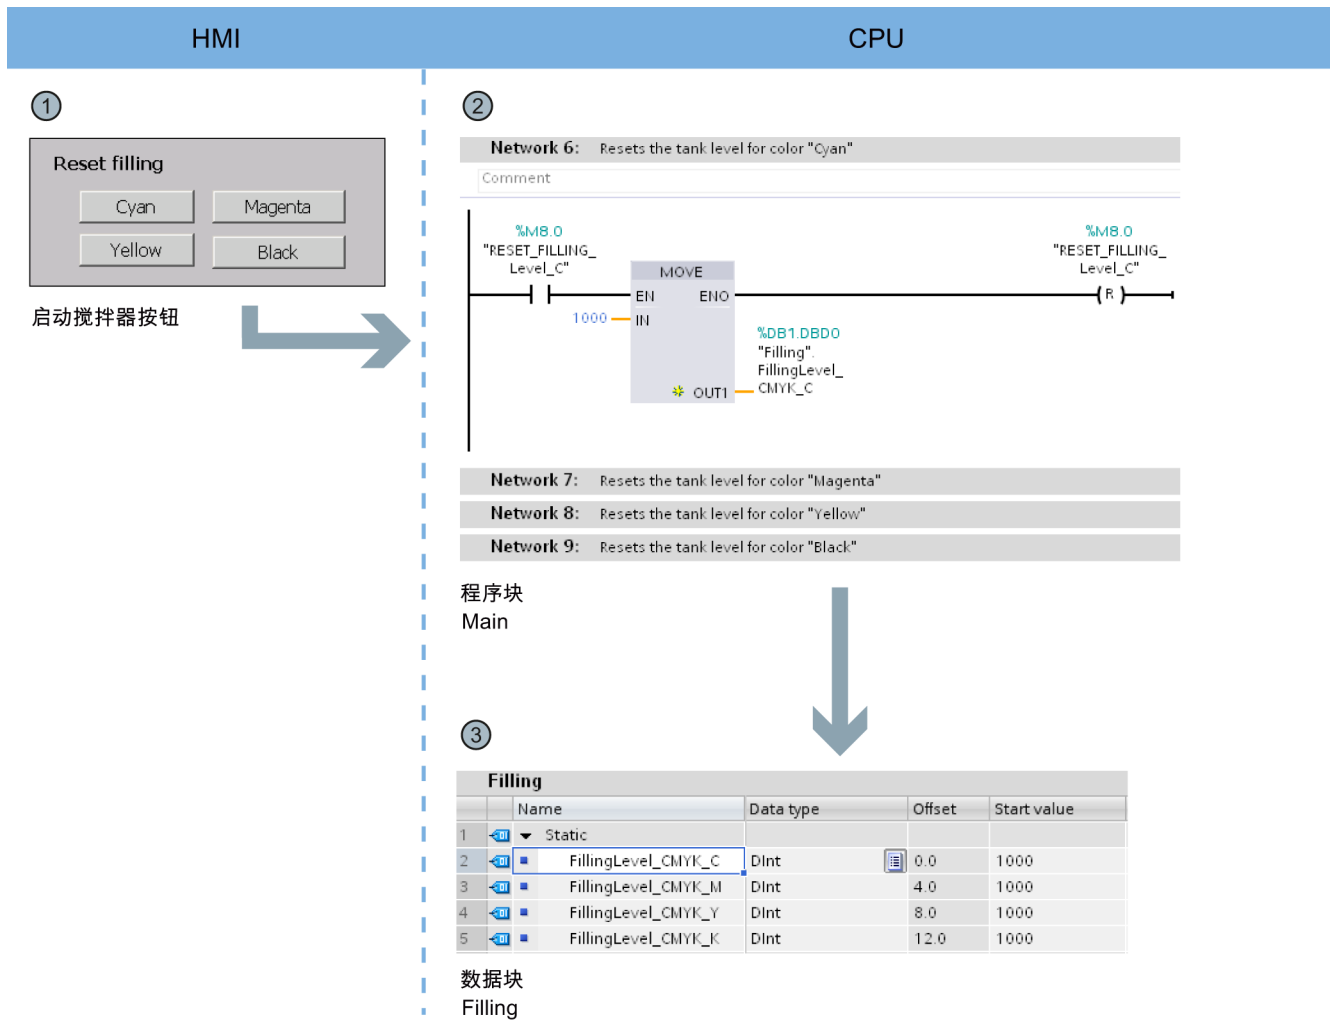 HMI
CPU
1
Reset filling
Cyan
Magenta
Yellow
Black
启动搅拌器按钮
2
Network 6: Resets the tank level for color "Cyan"
Comment
%M8.0
"RESET_FILLING_
Level_C"
MOVE
EN
ENO
1000
IN
%DB1.DBD0
"Filling".
FillingLevel_
CMYK_C
OUT1
%M8.0
"RESET_FILLING_
Level_C"
R
Network 7: Resets the tank level for color "Magenta"
Network 8: Resets the tank level for color "Yellow"
Network 9: Resets the tank level for color "Black"
程序块
Main
3
Filling
Name Data type Offset Start value
1 Static
2 FillingLevel_CMYK_C DInt 0.0 1000
3 FillingLevel_CMYK_M DInt 4.0 1000
4 FillingLevel_CMYK_Y DInt 8.0 1000
5 FillingLevel_CMYK_K DInt 12.0 1000
数据块
Filling